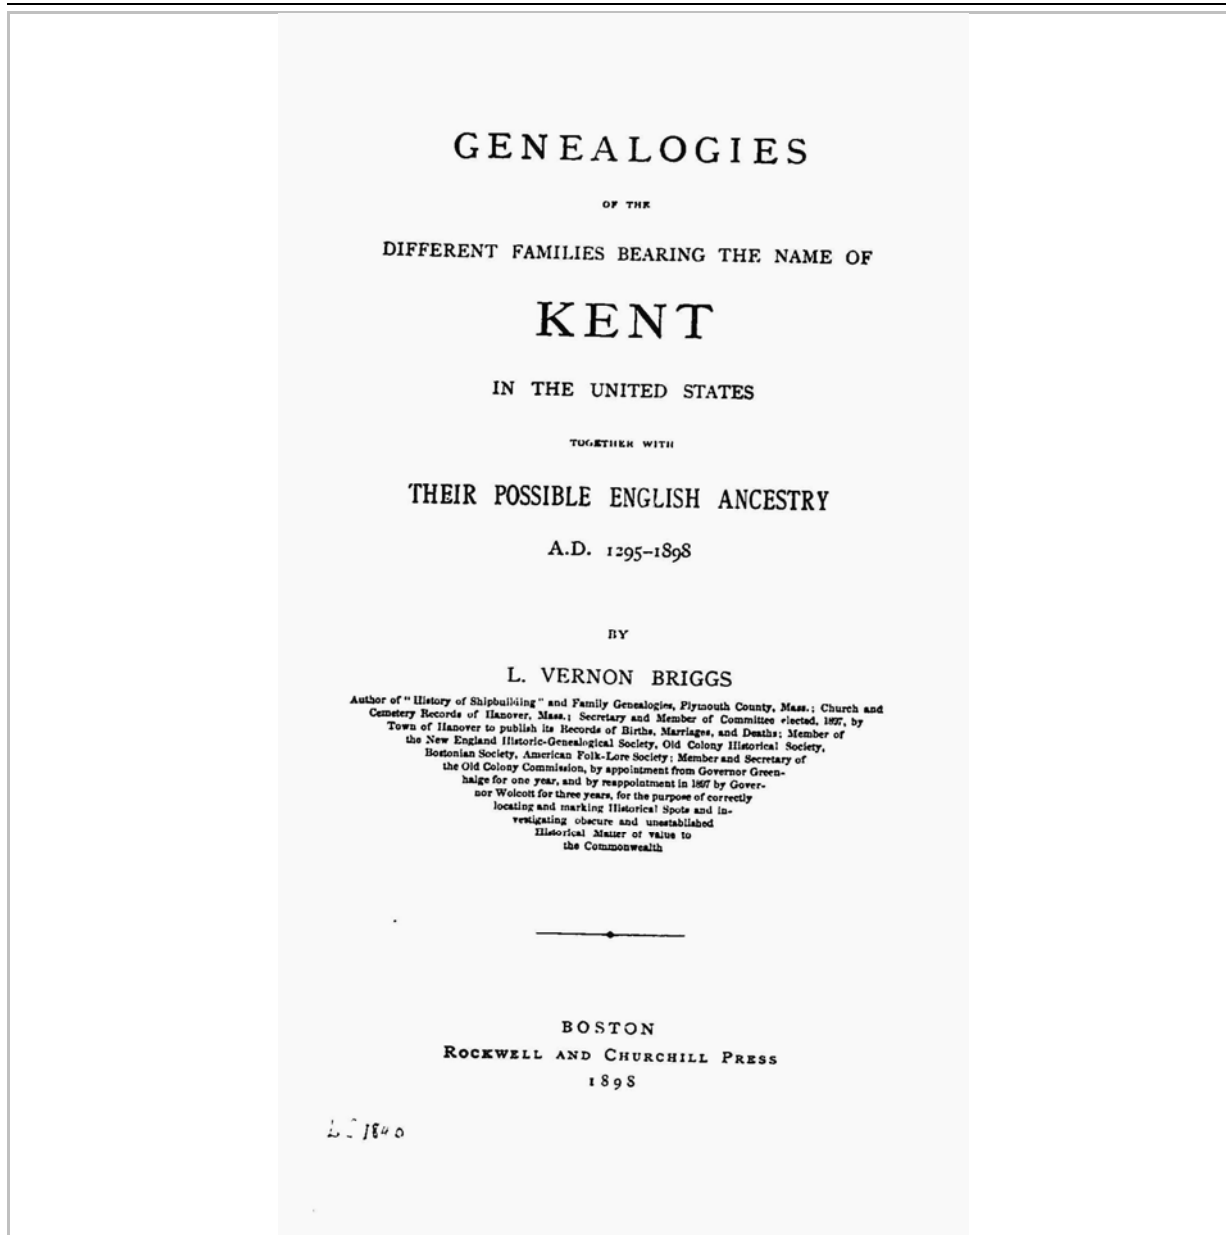 GENEALOGIES
OF THE
DIFFERENT FAMILIES BEARING THE NAME OF
KENT
IN THE UNITED STATES
TOGETHER WITH
THEIR POSSIBLE ENGLISH ANCESTRY
A.D. 1295–1898
BY
L. VERNON BRIGGS
Author of "History of Shipbuilding" and Family Genealogies, Plymouth County, Mass.; Church and
Cemetery Records of Hanover, Mass.; Secretary and Member of Committee elected, 1897, by
Town of Hanover to publish its Records of Births, Marriages, and Deaths; Member of
the New England Historic-Genealogical Society, Old Colony Historical Society,
Bostonian Society, American Folk-Lore Society; Member and Secretary of
the Old Colony Commission, by appointment from Governor Green-
halge for one year, and by reappointment in 1897 by Gover-
nor Wolcott for three years, for the purpose of correctly
locating and marking Historical Spots and in-
vestigating obscure and unestablished
Historical Matter of value to
the Commonwealth
BOSTON
ROCKWELL AND CHURCHILL PRESS
1898
1840